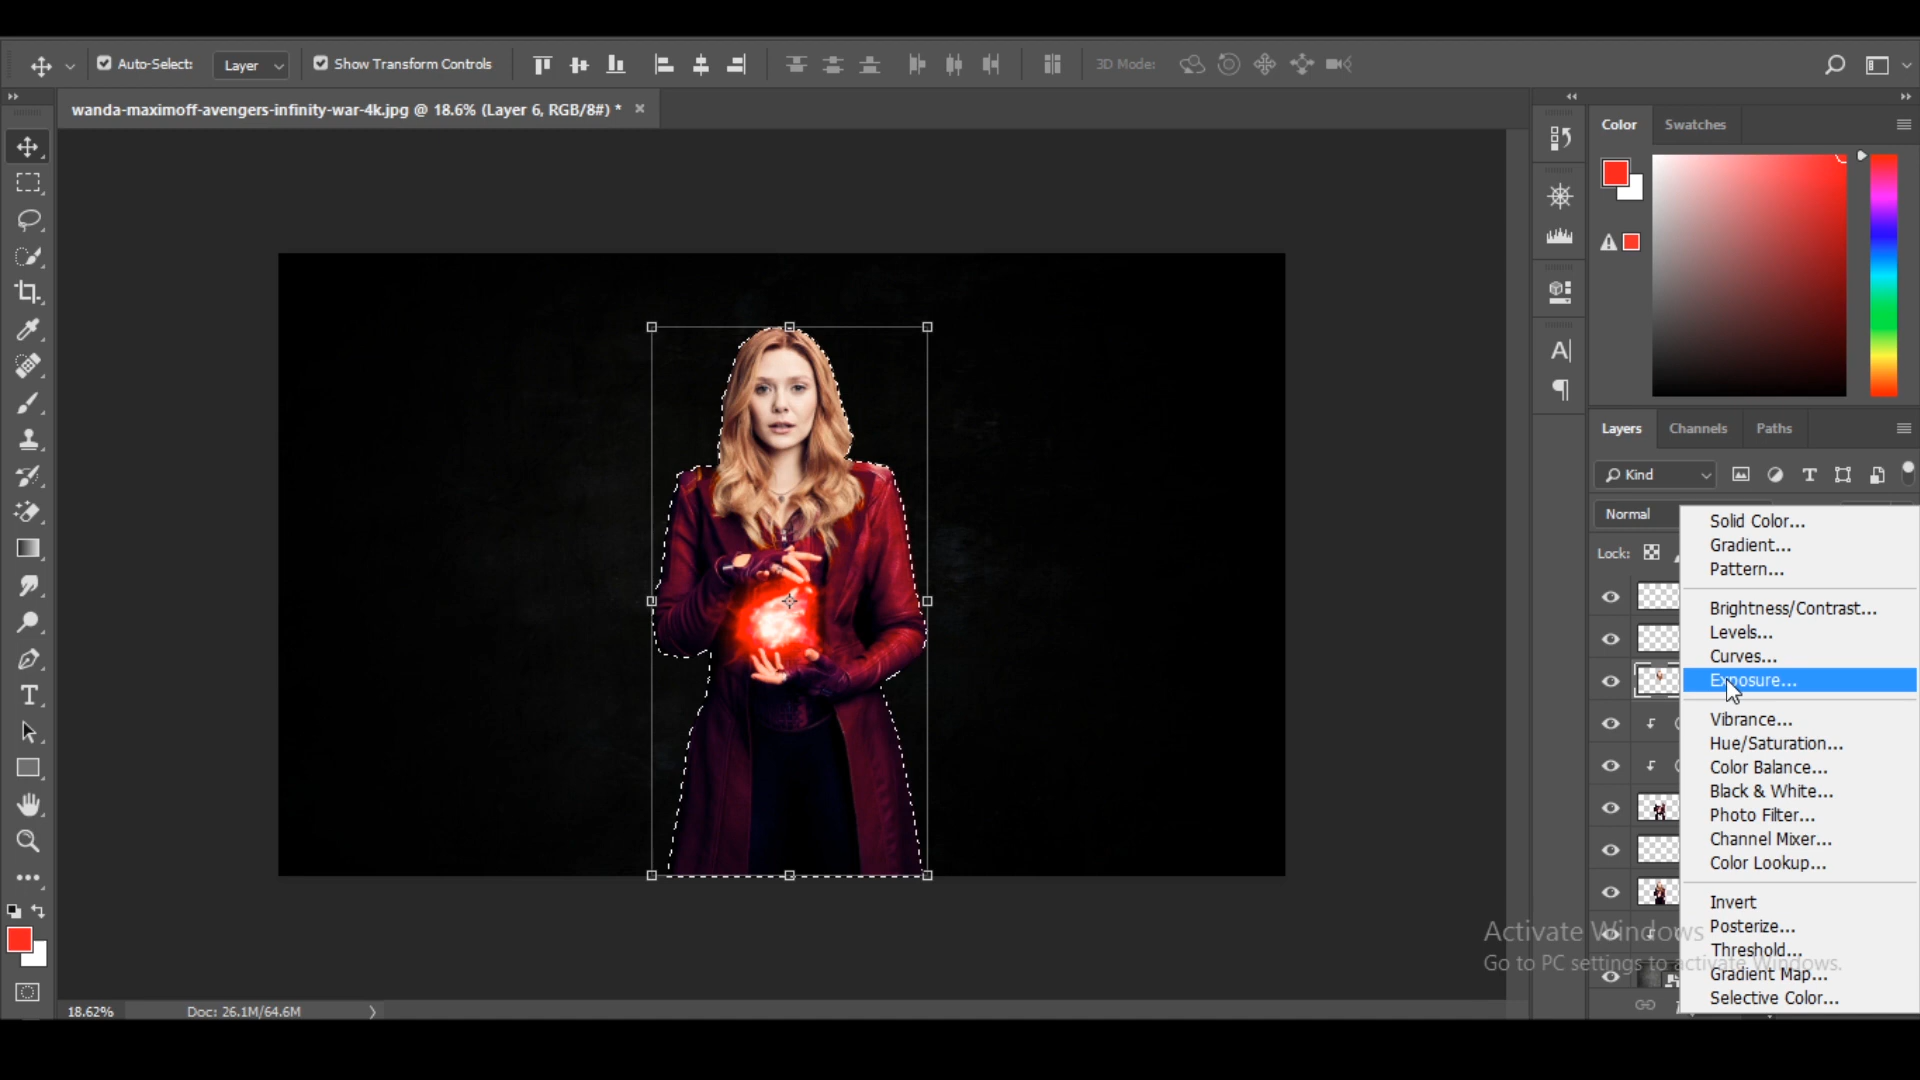 Auto-Select:
Layer
Show Transform Controls
3D Mode:
wanda-maximoff-avengers-infinity-war-4k.jpg @ 18.6% (Layer 6, RGB/8#) *
Color
Swatches
Layers
Channels
Paths
Kind
Normal
Lock:
Solid Color...
Gradient...
Pattern...
Brightness/Contrast...
Levels...
Curves...
Exposure...
Vibrance...
Hue/Saturation...
Color Balance...
Black & White...
Photo Filter...
Channel Mixer...
Color Lookup...
Invert
Posterize...
Threshold...
Gradient Map...
Selective Color...
Activate Windows
Go to PC settings to activate Windows.
18.62%
Doc: 26.1M/64.6M